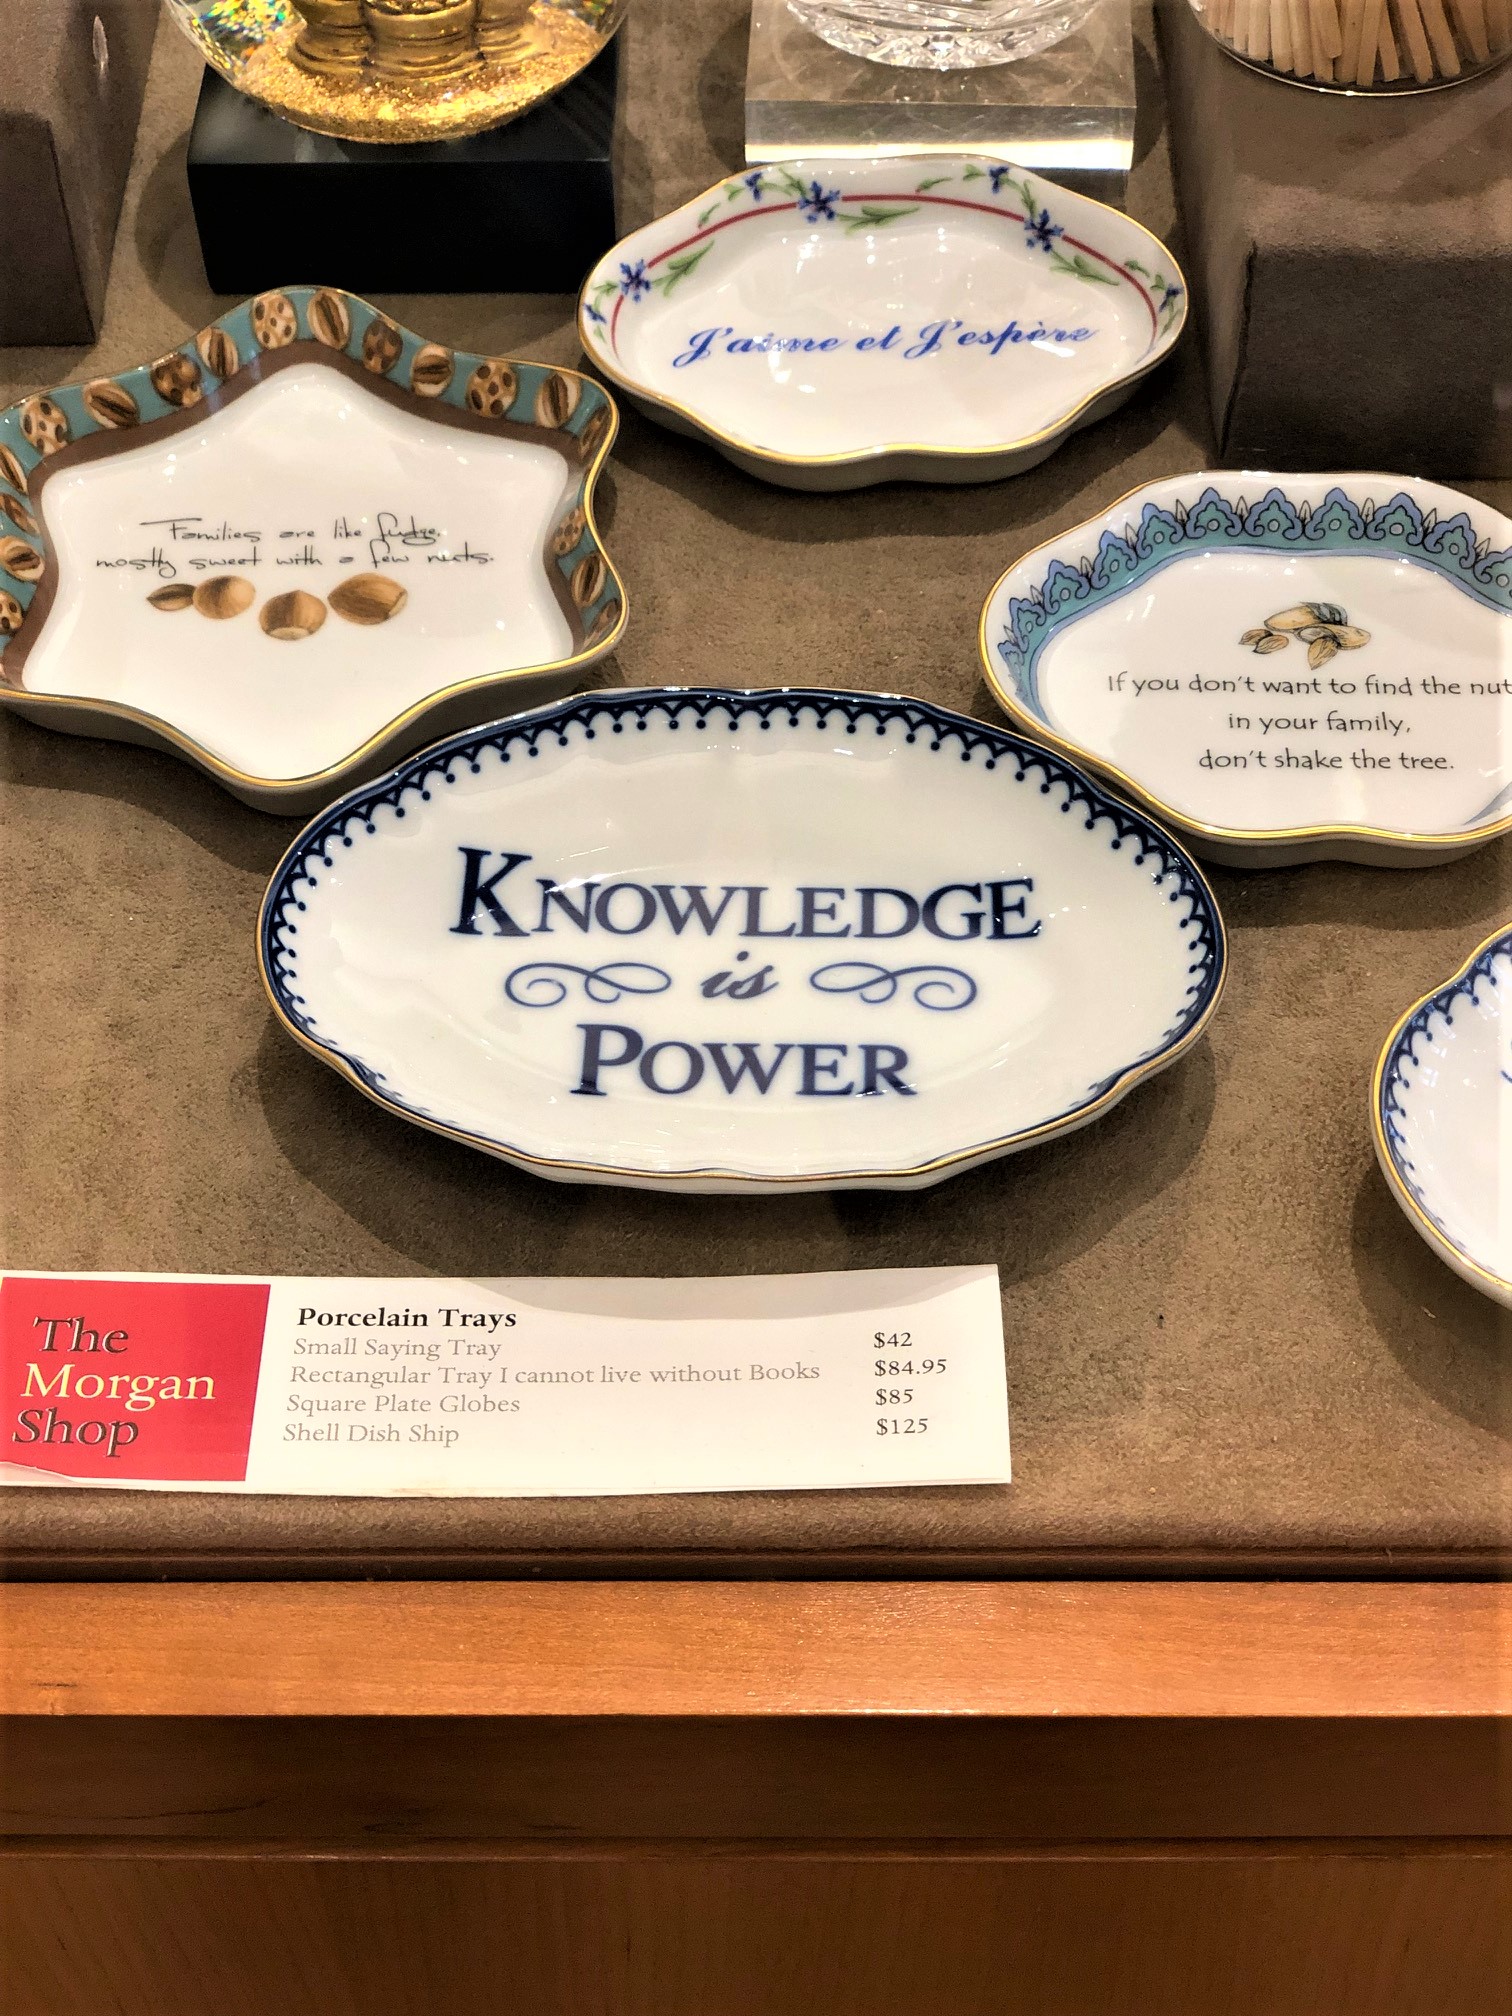 J'aime et J'espère
Families are like fudge,
mostly sweet with a few nuts.
If you don't want to find the nut
in your family,
don't shake the tree.
KNOWLEDGE
is
POWER
The
Morgan
Shop
Porcelain Trays
Small Saying Tray $42
Rectangular Tray I cannot live without Books $84.95
Square Plate Globes $85
Shell Dish Ship $125